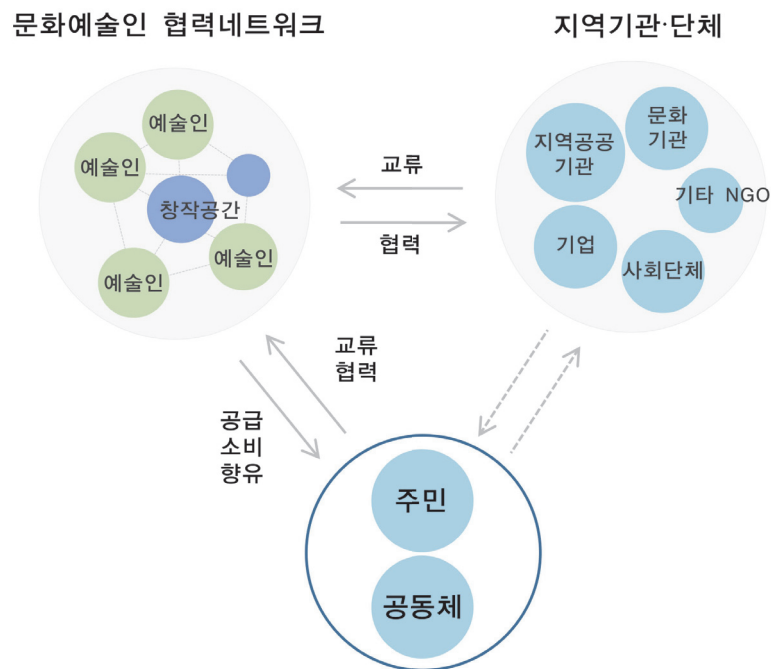 문화예술인 협력네트워크
지역기관·단체
예술인
예술인
창작공간
예술인
예술인
교류
협력
문화
기관
지역공공
기관
기타 NGO
기업
사회단체
교류
협력
공급
소비
향유
주민
공동체